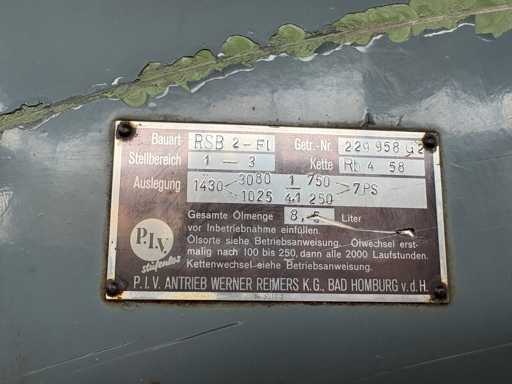 Bauart RSB 2-FL Getr.-Nr. 220 958 G2
Stellbereich 1 — 3 Kette Rb 4 58
Auslegung 1430 3080 1025 1 4.1 750 250 7 PS
Gesamte Ölmenge 8, Liter
vor Inbetriebnahme einfüllen.
Ölsorte siehe Betriebsanweisung. Ölwechsel erst-
malig nach 100 bis 250, dann alle 2000 Laufstunden.
Kettenwechsel siehe Betriebsanweisung.
P.I.V.
stufenlos
P. I. V. ANTRIEB WERNER REIMERS K.G., BAD HOMBURG v. d. H.